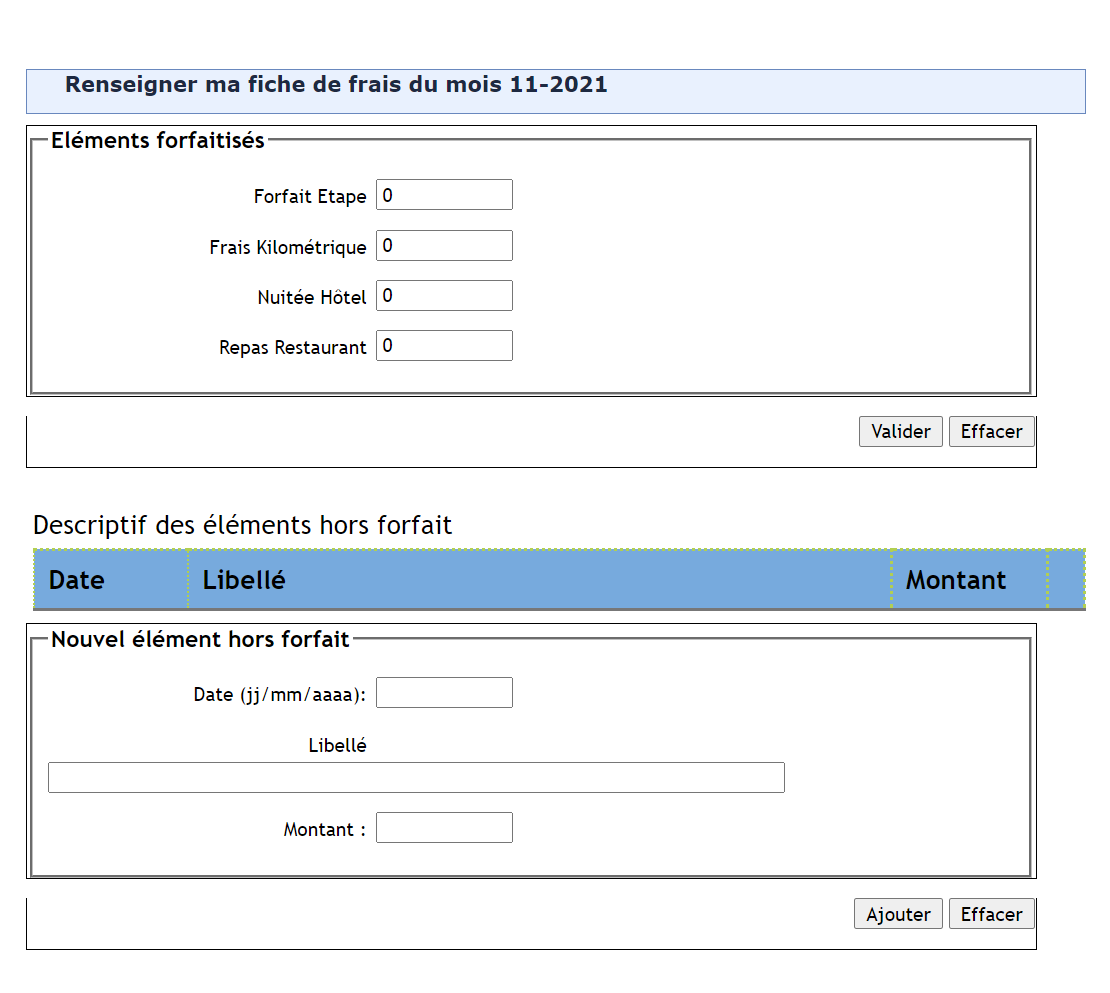 Renseigner ma fiche de frais du mois 11-2021
Eléments forfaitisés
Forfait Etape 0
Frais Kilométrique 0
Nuitée Hôtel 0
Repas Restaurant 0
Valider Effacer
Descriptif des éléments hors forfait
Date Libellé Montant
Nouvel élément hors forfait
Date (jj/mm/aaaa):
Libellé
Montant :
Ajouter Effacer